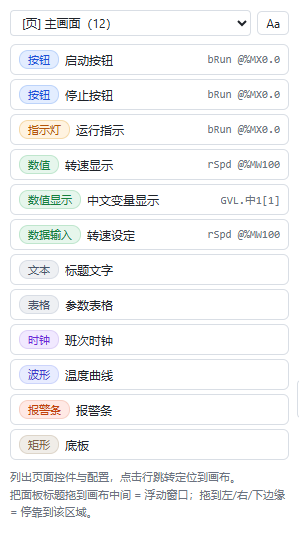 [页] 主画面（12）
Aa
按钮 启动按钮 bRun @%MX0.0
按钮 停止按钮 bRun @%MX0.0
指示灯 运行指示 bRun @%MX0.0
数值 转速显示 rSpd @%MW100
数值显示 中文变量显示 GVL.中1[1]
数据输入 转速设定 rSpd @%MW100
文本 标题文字
表格 参数表格
时钟 班次时钟
波形 温度曲线
报警条 报警条
矩形 底板
列出页面控件与配置，点击行跳转定位到画布。
把面板标题拖到画布中间 = 浮动窗口；拖到左/右/下边缘
= 停靠到该区域。